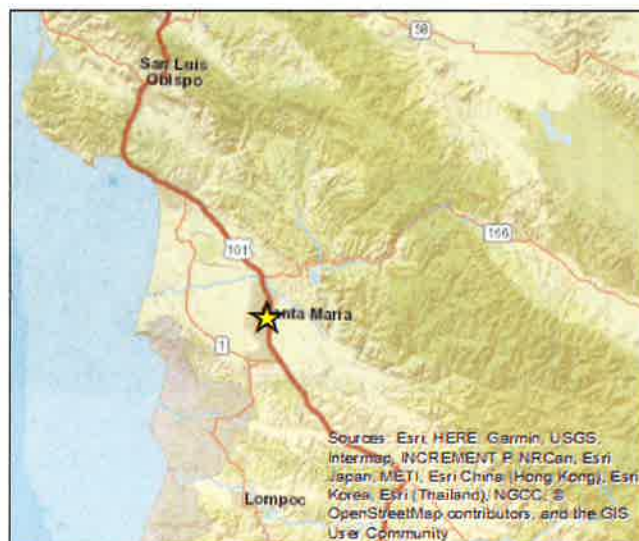 58
San Luis
Obispo
166
101
anta Maria
1
Sources: Esri, HERE, Garmin, USGS,
Intermap, INCREMENT P, NRCan, Esri
Japan, METI, Esri China (Hong Kong), Esri
Korea, Esri (Thailand), NGCC, ©
OpenStreetMap contributors, and the GIS
User Community
Lompoc